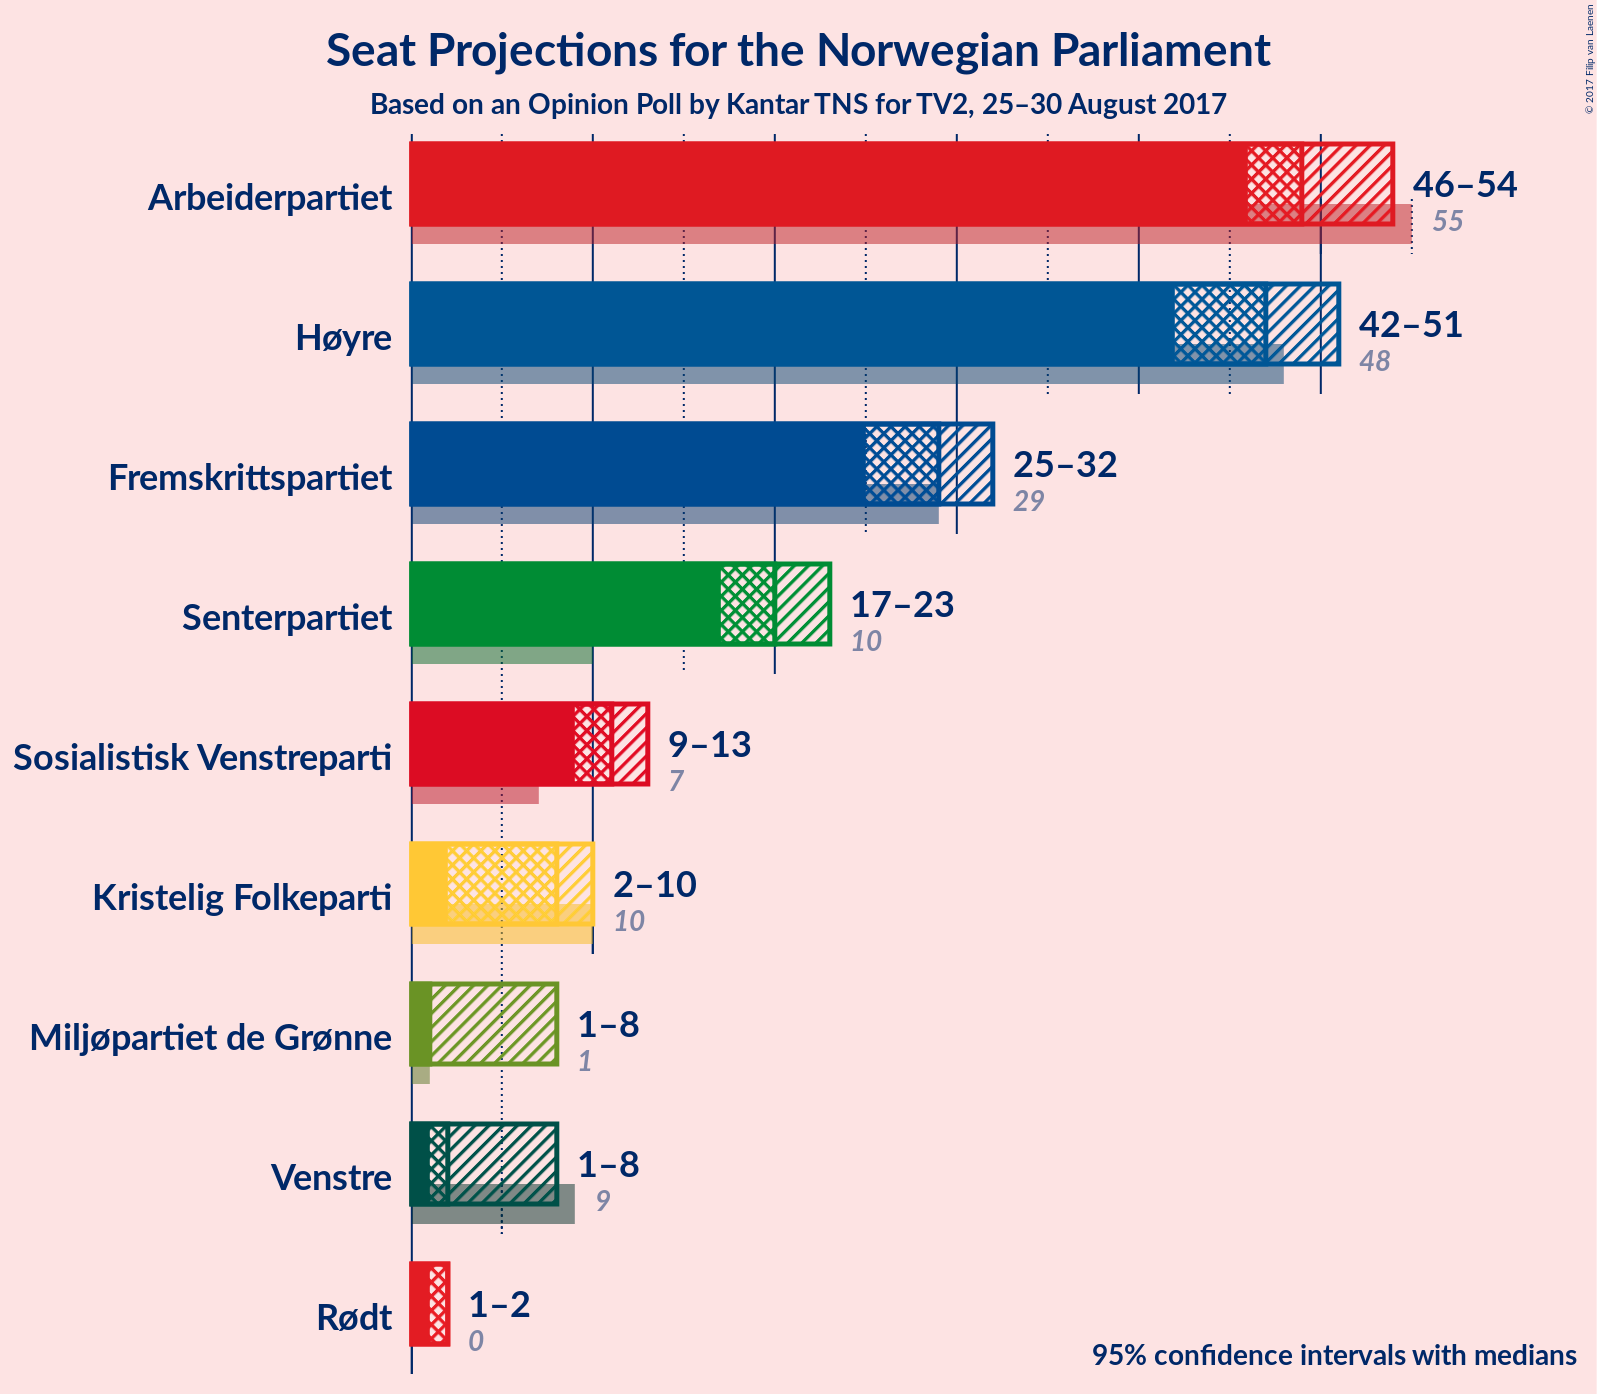 Seat Projections for the Norwegian Parliament
Based on an Opinion Poll by Kantar TNS for TV2, 25–30 August 2017
© 2017 Filip van Laenen
Arbeiderpartiet
46–54
55
Høyre
42–51
48
Fremskrittspartiet
25–32
29
Senterpartiet
17–23
10
Sosialistisk Venstreparti
9–13
7
Kristelig Folkeparti
2–10
10
Miljøpartiet de Grønne
1–8
1
Venstre
1–8
9
Rødt
1–2
0
95% confidence intervals with medians